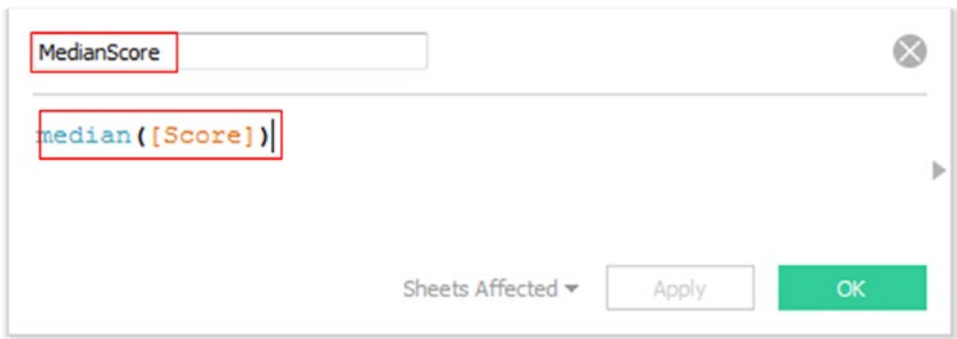 MedianScore
median([Score])
Sheets Affected
Apply
OK